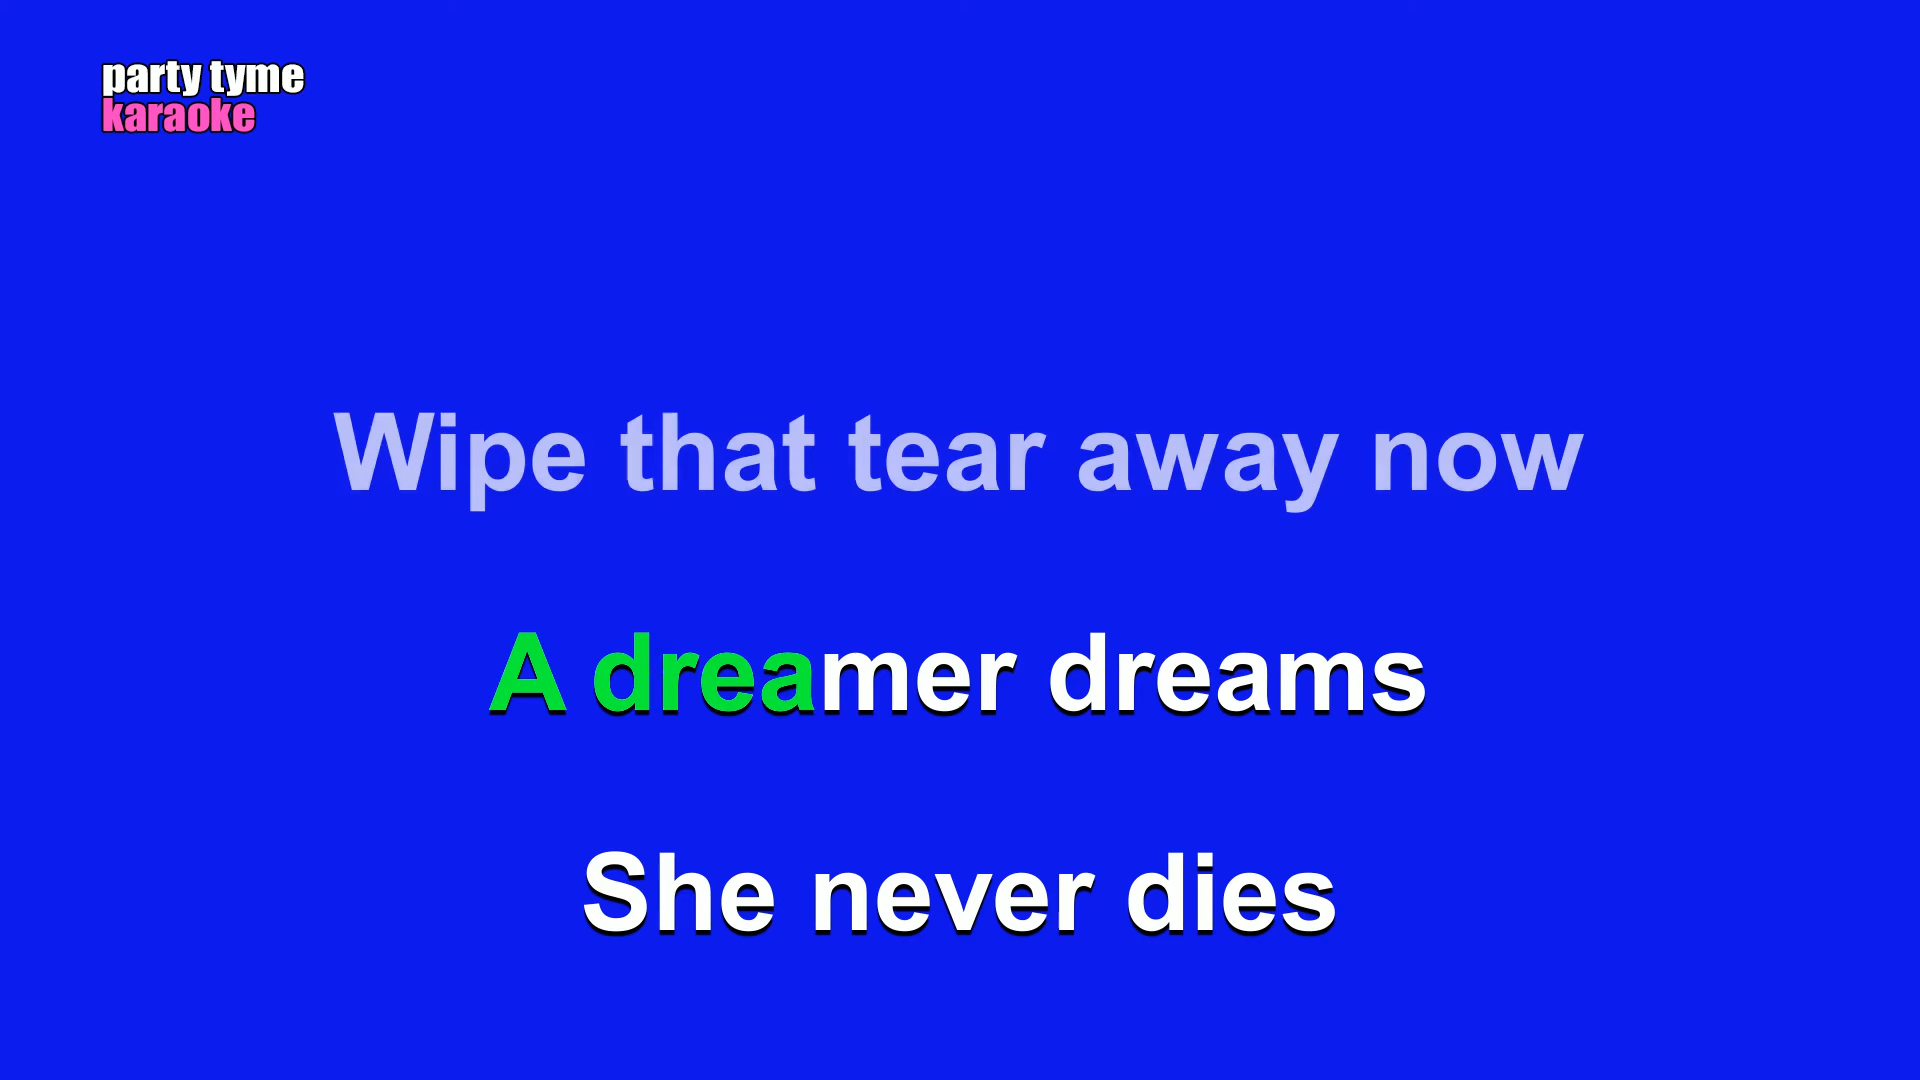 party tyme
karaoke
Wipe that tear away now
A dreamer dreams
She never dies